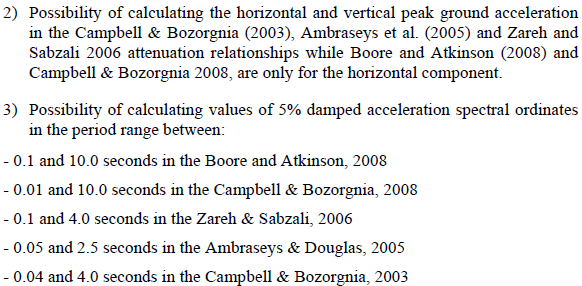 2) Possibility of calculating the horizontal and vertical peak ground acceleration
in the Campbell & Bozorgnia (2003), Ambraseys et al. (2005) and Zareh and
Sabzali 2006 attenuation relationships while Boore and Atkinson (2008) and
Campbell & Bozorgnia 2008, are only for the horizontal component.
3) Possibility of calculating values of 5% damped acceleration spectral ordinates
in the period range between:
- 0.1 and 10.0 seconds in the Boore and Atkinson, 2008
- 0.01 and 10.0 seconds in the Campbell & Bozorgnia, 2008
- 0.1 and 4.0 seconds in the Zareh & Sabzali, 2006
- 0.05 and 2.5 seconds in the Ambraseys & Douglas, 2005
- 0.04 and 4.0 seconds in the Campbell & Bozorgnia, 2003